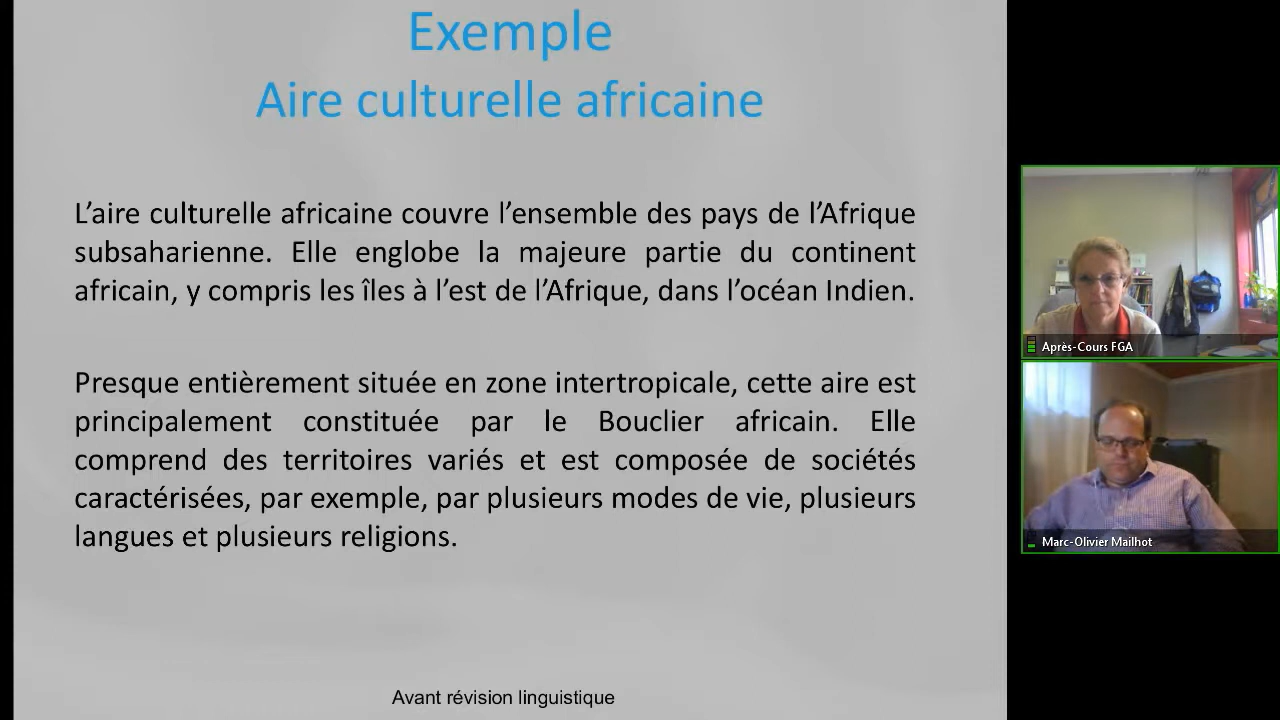 Exemple
Aire culturelle africaine
L’aire culturelle africaine couvre l’ensemble des pays de l’Afrique
subsaharienne. Elle englobe la majeure partie du continent
africain, y compris les îles à l’est de l’Afrique, dans l’océan Indien.
Presque entièrement située en zone intertropicale, cette aire est
principalement constituée par le Bouclier africain. Elle
comprend des territoires variés et est composée de sociétés
caractérisées, par exemple, par plusieurs modes de vie, plusieurs
langues et plusieurs religions.
Avant révision linguistique
Après-Cours FGA
Marc-Olivier Mailhot